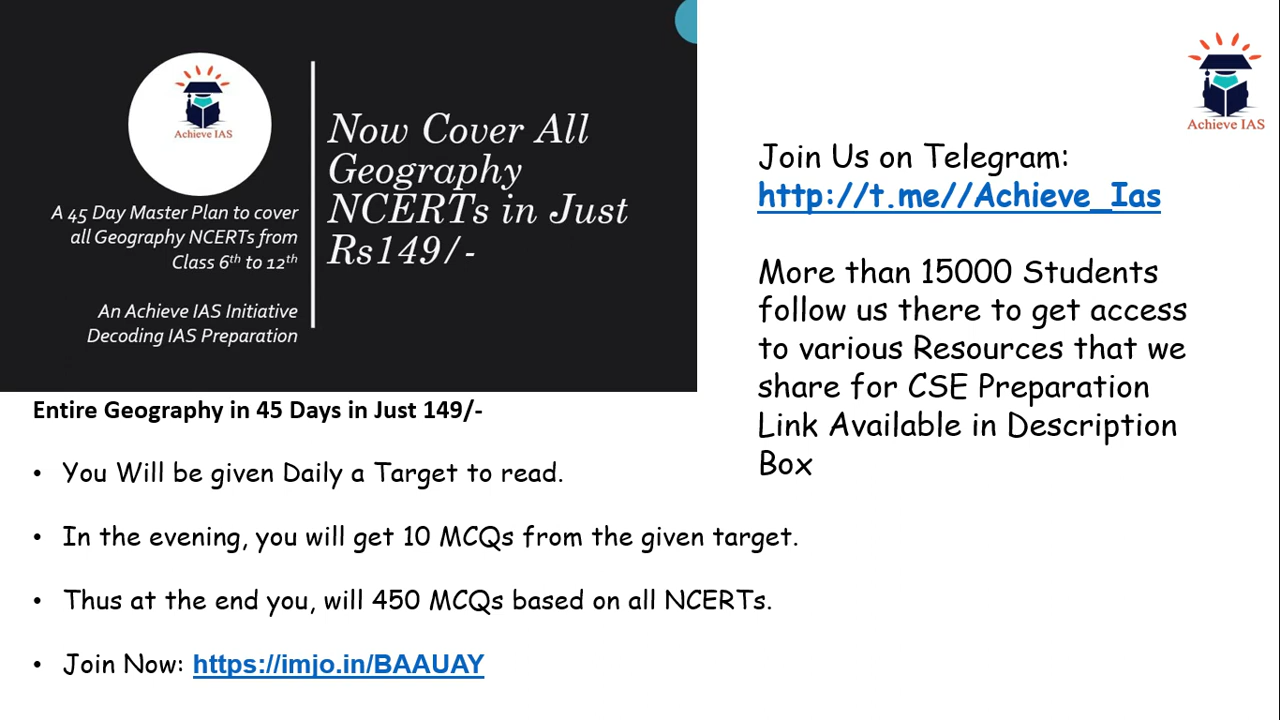 Achieve IAS
A 45 Day Master Plan to cover
all Geography NCERTs from
Class 6th to 12th
An Achieve IAS Initiative
Decoding IAS Preparation
Now Cover All
Geography
NCERTs in Just
Rs149/-
Entire Geography in 45 Days in Just 149/-
• You Will be given Daily a Target to read.
• In the evening, you will get 10 MCQs from the given target.
• Thus at the end you, will 450 MCQs based on all NCERTs.
• Join Now: https://imjo.in/BAAUAY
Achieve IAS
Join Us on Telegram:
http://t.me//Achieve_Ias
More than 15000 Students
follow us there to get access
to various Resources that we
share for CSE Preparation
Link Available in Description
Box